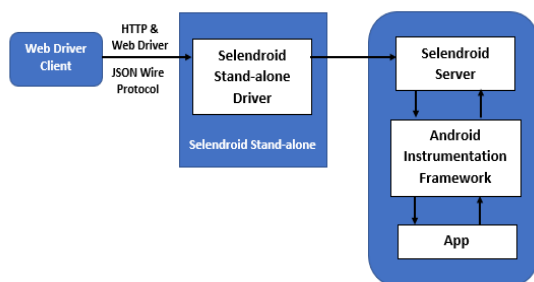 Web Driver
Client
HTTP &
Web Driver
JSON Wire
Protocol
Selendroid
Stand-alone
Driver
Selendroid Stand-alone
Selendroid
Server
Android
Instrumentation
Framework
App